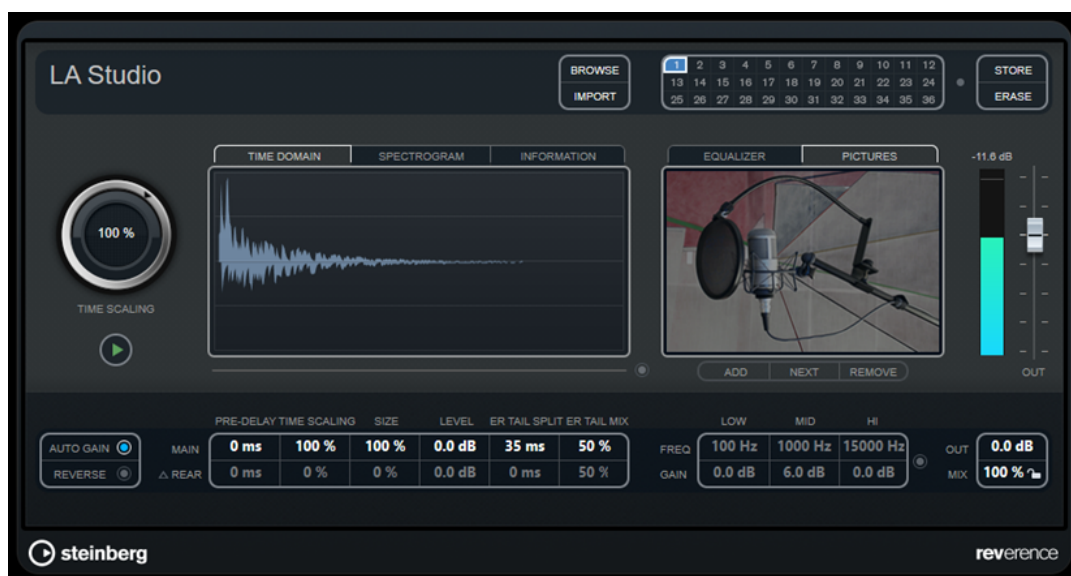 LA Studio
BROWSE
IMPORT
1 2 3 4 5 6 7 8 9 10 11 12
13 14 15 16 17 18 19 20 21 22 23 24
25 26 27 28 29 30 31 32 33 34 35 36
STORE
ERASE
TIME DOMAIN SPECTROGRAM INFORMATION
EQUALIZER PICTURES
-11.6 dB
100 %
TIME SCALING
ADD NEXT REMOVE
OUT
PRE-DELAY TIME SCALING SIZE LEVEL ER TAIL SPLIT ER TAIL MIX
LOW MID HI
AUTO GAIN MAIN 0 ms 100 % 100 % 0.0 dB 35 ms 50 % FREQ 100 Hz 1000 Hz 15000 Hz OUT 0.0 dB
REVERSE △ REAR 0 ms 0 % 0 % 0.0 dB 0 ms 50 % GAIN 0.0 dB 6.0 dB 0.0 dB MIX 100 %
steinberg
reverence